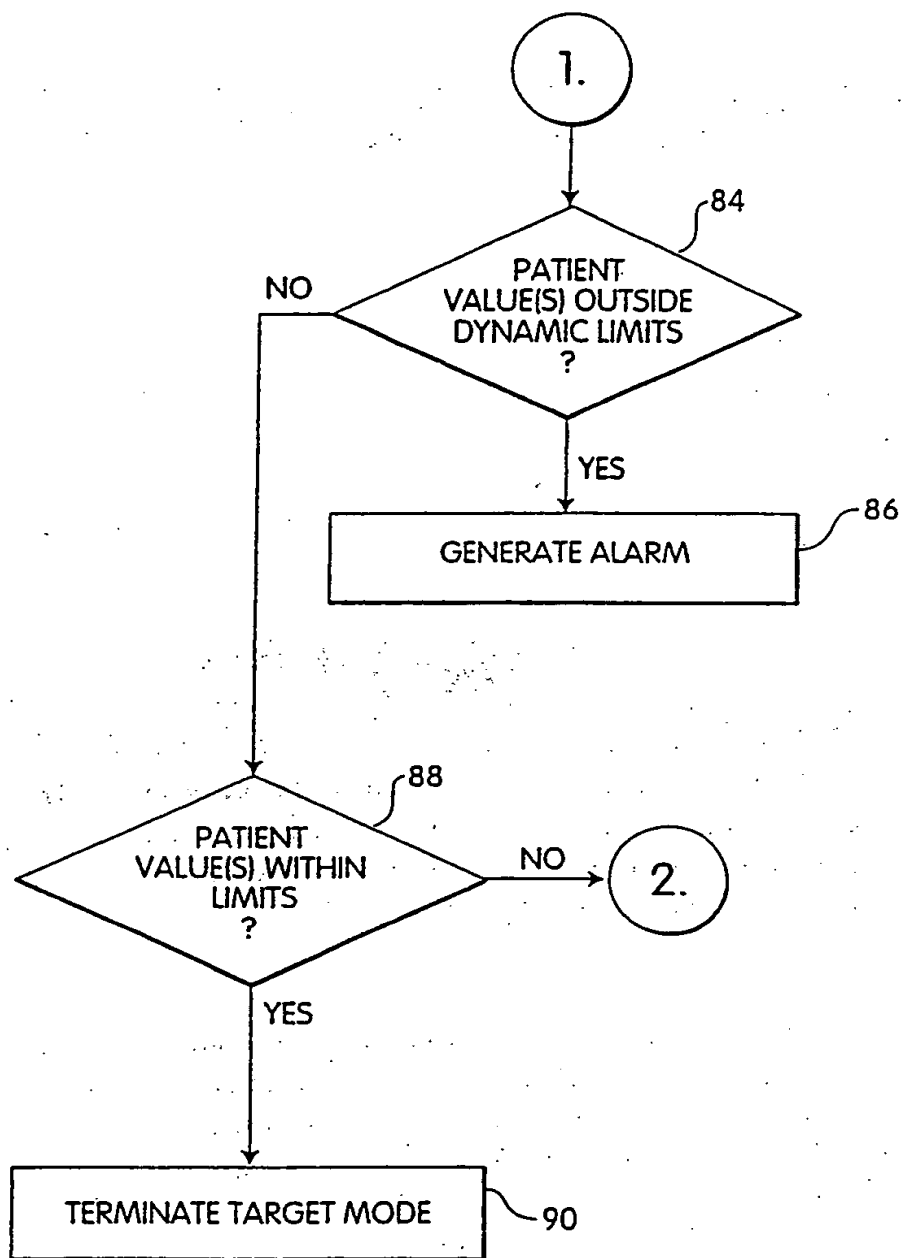 1.
84
PATIENT
VALUE(S) OUTSIDE
DYNAMIC LIMITS
?
NO
YES
86
GENERATE ALARM
88
PATIENT
VALUE(S) WITHIN
LIMITS
?
NO
2.
YES
TERMINATE TARGET MODE
90